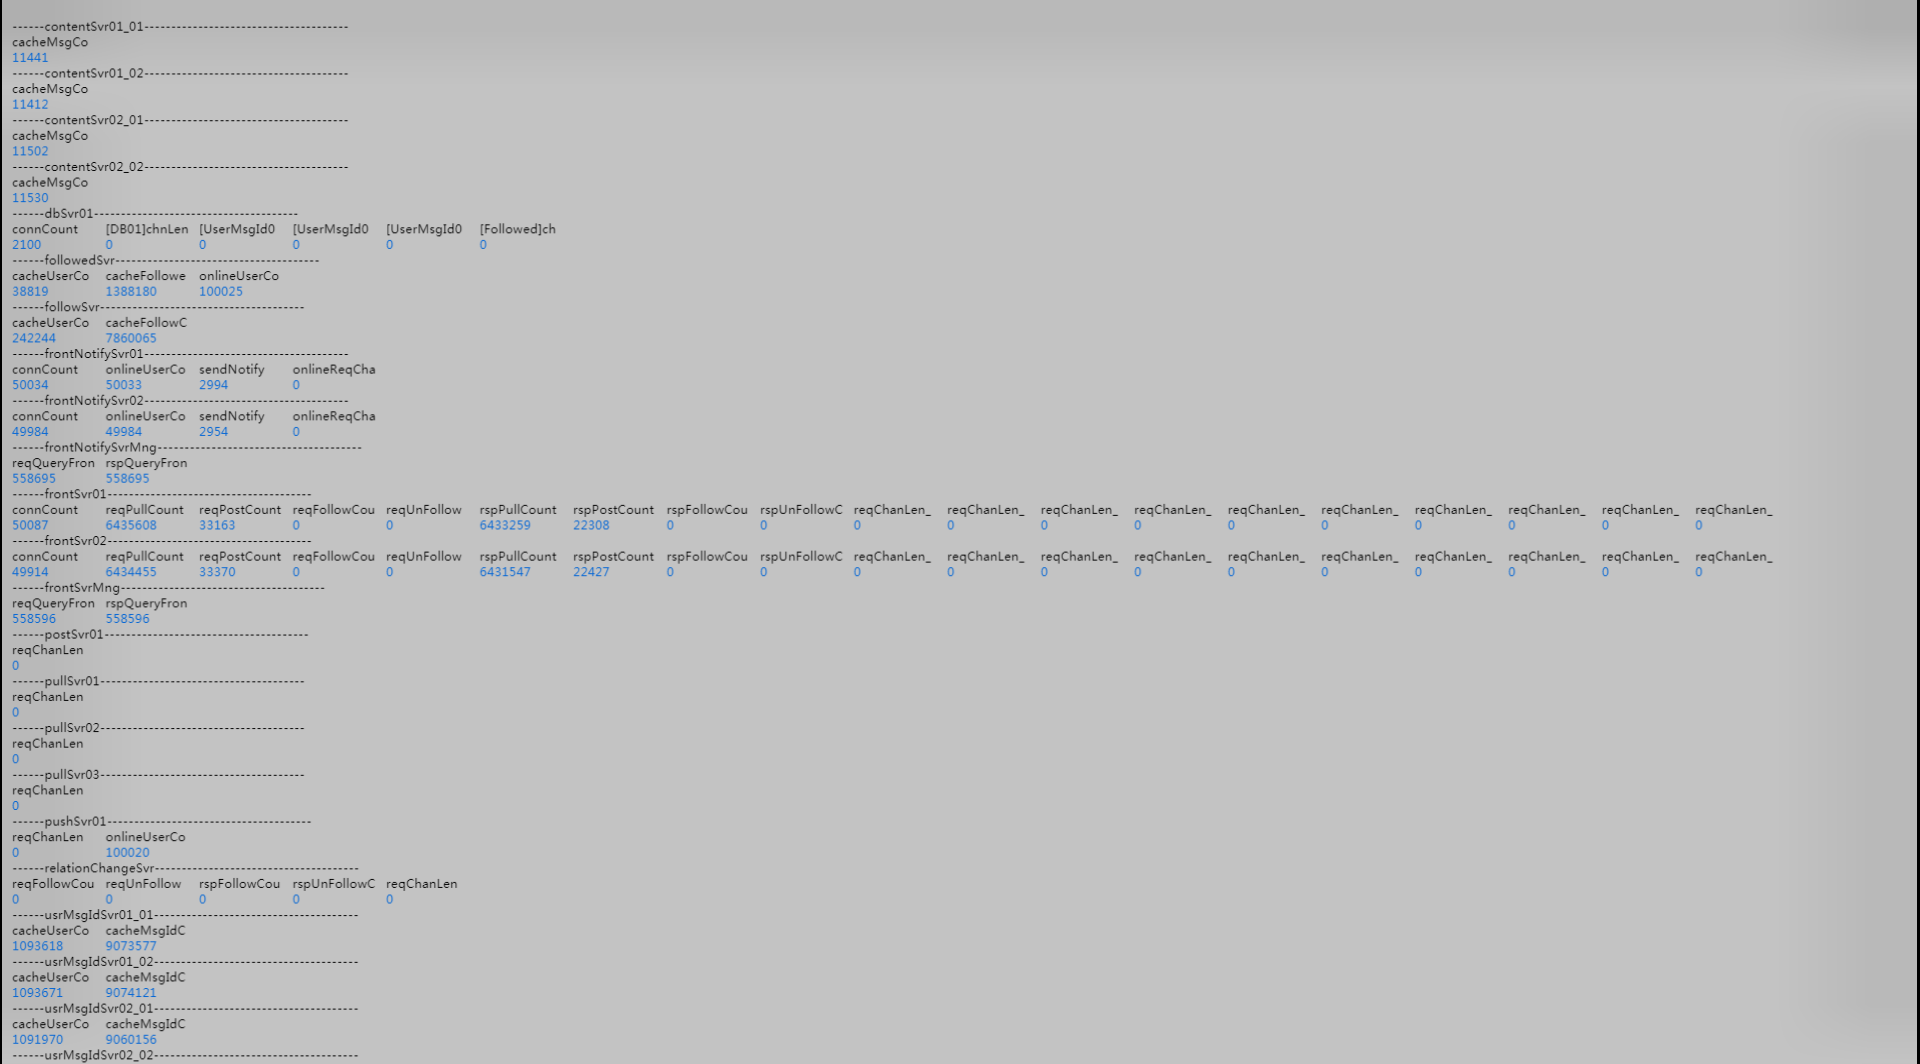 ------contentSvr01_01--------------------------------------
cacheMsgCo
11441
------contentSvr01_02--------------------------------------
cacheMsgCo
11412
------contentSvr02_01--------------------------------------
cacheMsgCo
11502
------contentSvr02_02--------------------------------------
cacheMsgCo
11530
------dbSvr01--------------------------------------
connCount [DB01]chnLen [UserMsgId0 [UserMsgId0 [UserMsgId0 [Followed]ch
2100 0 0 0 0 0
------followedSvr--------------------------------------
cacheUserCo cacheFollowe onlineUserCo
38819 1388180 100025
------followSvr--------------------------------------
cacheUserCo cacheFollowC
242244 7860065
------frontNotifySvr01--------------------------------------
connCount onlineUserCo sendNotify onlineReqCha
50034 50033 2994 0
------frontNotifySvr02--------------------------------------
connCount onlineUserCo sendNotify onlineReqCha
49984 49984 2954 0
------frontNotifySvrMng--------------------------------------
reqQueryFron rspQueryFron
558695 558695
------frontSvr01--------------------------------------
connCount reqPullCount reqPostCount reqFollowCou reqUnFollow rspPullCount rspPostCount rspFollowCou rspUnFollowC reqChanLen_ reqChanLen_ reqChanLen_ reqChanLen_ reqChanLen_ reqChanLen_ reqChanLen_ reqChanLen_ reqChanLen_ reqChanLen_
50087 6435608 33163 0 0 6433259 22308 0 0 0 0 0 0 0 0 0 0 0 0
------frontSvr02--------------------------------------
connCount reqPullCount reqPostCount reqFollowCou reqUnFollow rspPullCount rspPostCount rspFollowCou rspUnFollowC reqChanLen_ reqChanLen_ reqChanLen_ reqChanLen_ reqChanLen_ reqChanLen_ reqChanLen_ reqChanLen_ reqChanLen_ reqChanLen_
49914 6434455 33370 0 0 6431547 22427 0 0 0 0 0 0 0 0 0 0 0 0
------frontSvrMng--------------------------------------
reqQueryFron rspQueryFron
558596 558596
------postSvr01--------------------------------------
reqChanLen
0
------pullSvr01--------------------------------------
reqChanLen
0
------pullSvr02--------------------------------------
reqChanLen
0
------pullSvr03--------------------------------------
reqChanLen
0
------pushSvr01--------------------------------------
reqChanLen onlineUserCo
0 100020
------relationChangeSvr--------------------------------------
reqFollowCou reqUnFollow rspFollowCou rspUnFollowC reqChanLen
0 0 0 0 0
------usrMsgIdSvr01_01--------------------------------------
cacheUserCo cacheMsgIdC
1093618 9073577
------usrMsgIdSvr01_02--------------------------------------
cacheUserCo cacheMsgIdC
1093671 9074121
------usrMsgIdSvr02_01--------------------------------------
cacheUserCo cacheMsgIdC
1091970 9060156
------usrMsgIdSvr02_02--------------------------------------